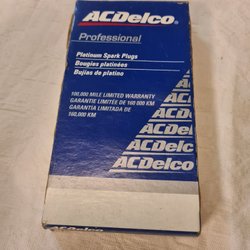 ACDelco
Professional
Platinum Spark Plugs
Bougies platinées
Bujías de platino
100,000 MILE LIMITED WARRANTY
GARANTIE LIMITÉE DE 160 000 KM
GARANTÍA LIMITADA DE
160,000 KM
ACDelco
ACDelco
ACDelco
ACDelco
ACDelco